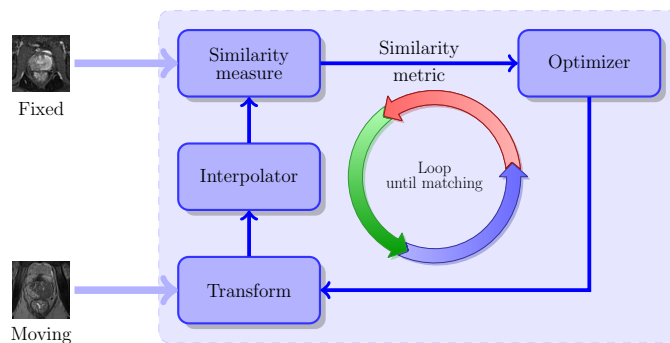 Similarity
measure
Similarity
metric
Optimizer
Fixed
Interpolator
Loop
until matching
Transform
Moving